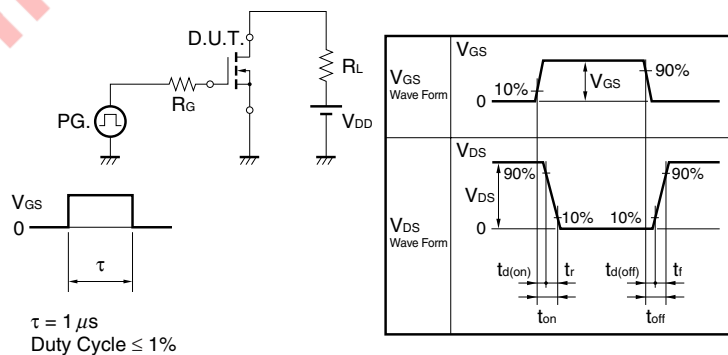 D.U.T.
RL
RG
PG.
VDD
VGS
0
τ
τ = 1 μs
Duty Cycle ≤ 1%
VGS
VGS
Wave Form
10%
VGS
90%
0
VDS
VDS
90%
90%
VDS
Wave Form
10%
10%
0
td(on)
tr
td(off)
tf
ton
toff